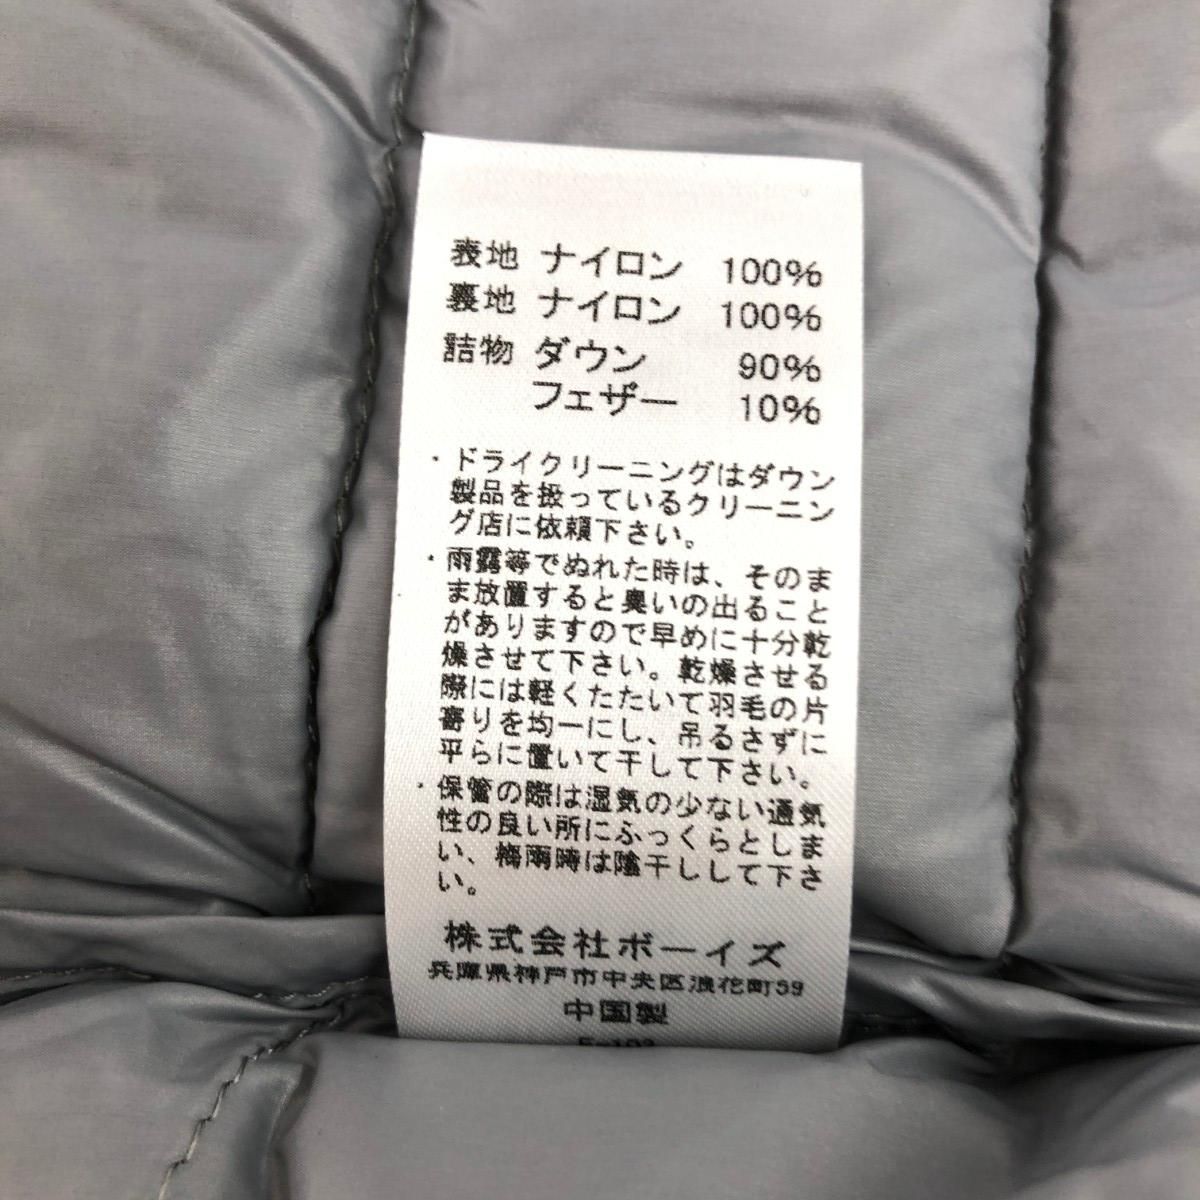 表地 ナイロン 100%
裏地 ナイロン 100%
詰物 ダウン 90%
フェザー 10%
・ドライクリーニングはダウン
製品を扱っているクリーニン
グ店に依頼下さい。
・雨露等でぬれた時は、そのま
ま放置すると臭いの出ること
がありますので早めに十分乾
燥させて下さい。乾燥させる
際には軽くたたいて羽毛の片
寄りを均一にし、吊るさずに
平らに置いて干して下さい。
・保管の際は湿気の少ない通気
性の良い所にふっくらとしま
い、梅雨時は陰干しして下さ
い。
株式会社ボーイズ
兵庫県神戸市中央区浪花町59
中国製